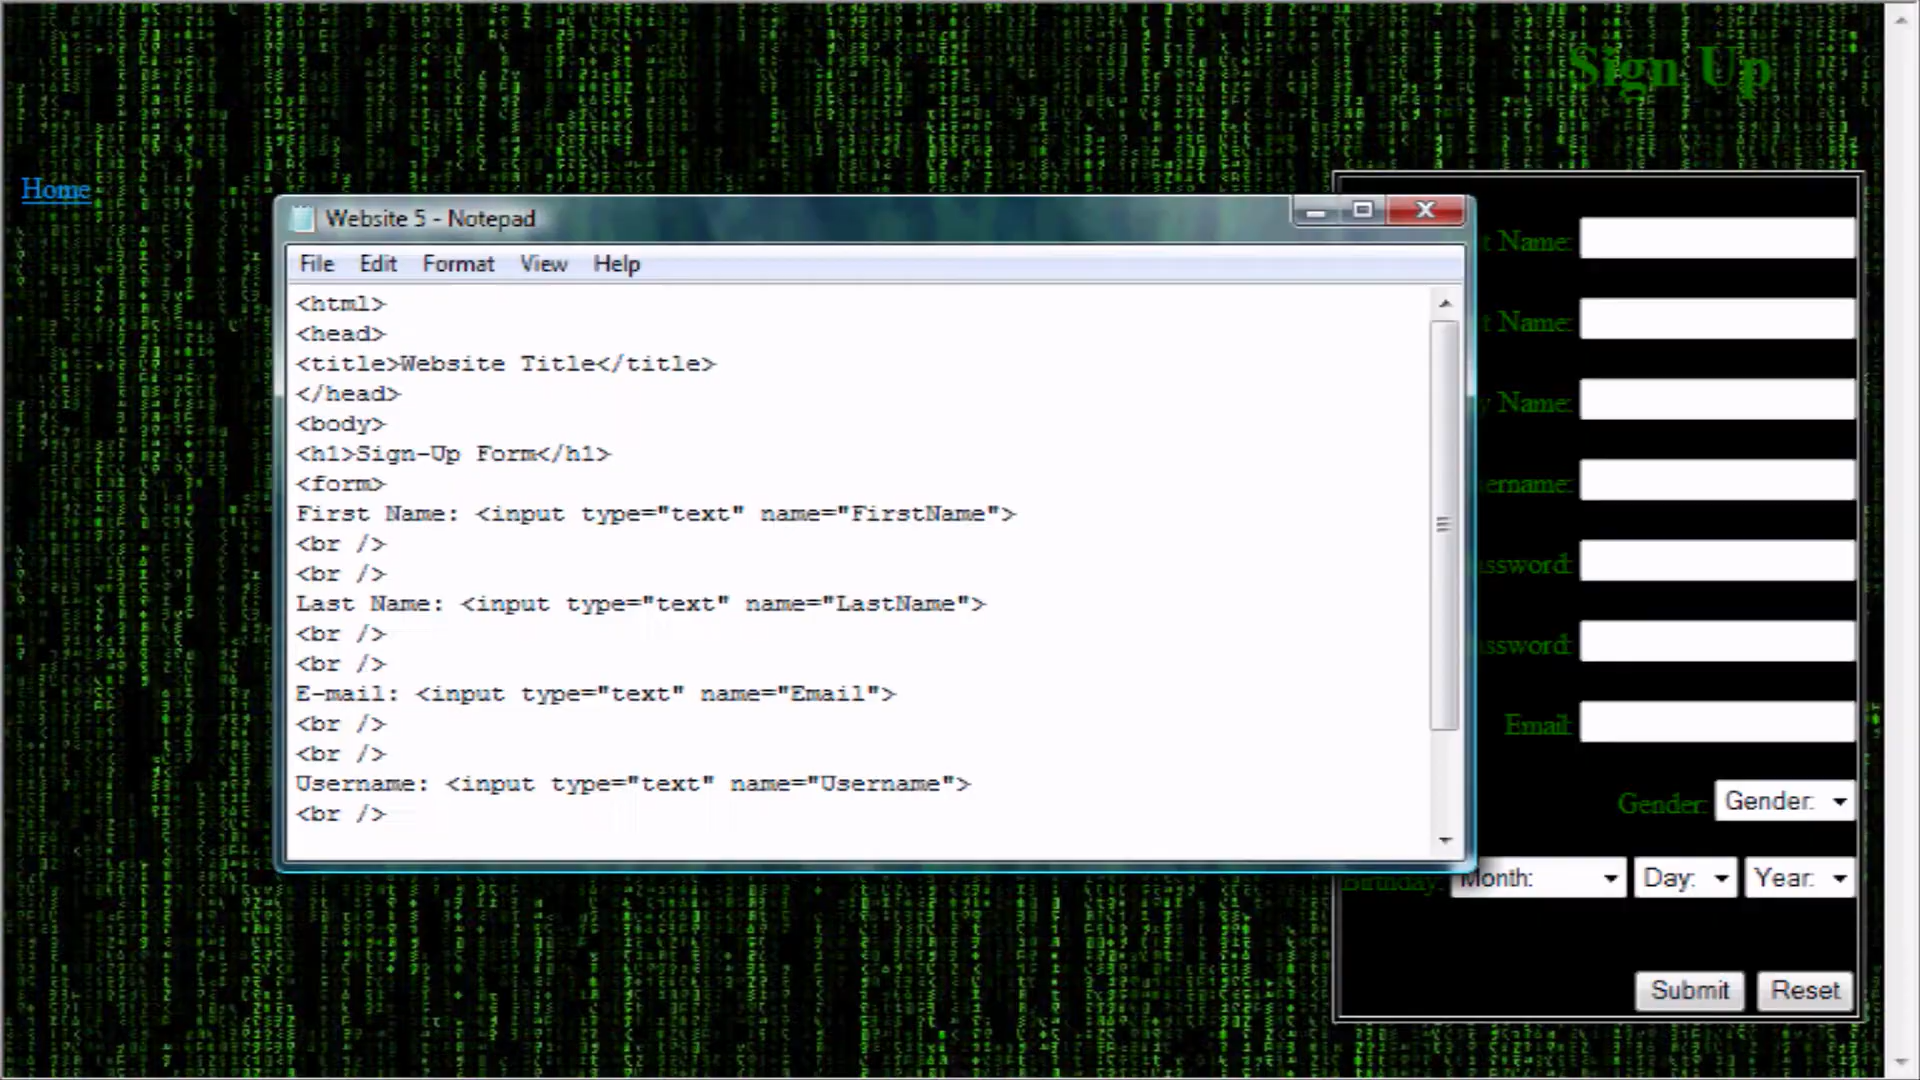 Sign Up
Home
Website 5 - Notepad
File Edit Format View Help
<html>
<head>
<title>Website Title</title>
</head>
<body>
<h1>Sign-Up Form</h1>
<form>
First Name: <input type="text" name="FirstName">
<br />
<br />
Last Name: <input type="text" name="LastName">
<br />
<br />
E-mail: <input type="text" name="Email">
<br />
<br />
Username: <input type="text" name="Username">
<br />
t Name:
t Name:
y Name:
ername:
ssword:
ssword:
Email:
Gender: Gender:
Birthday: Month: Day: Year:
Submit Reset